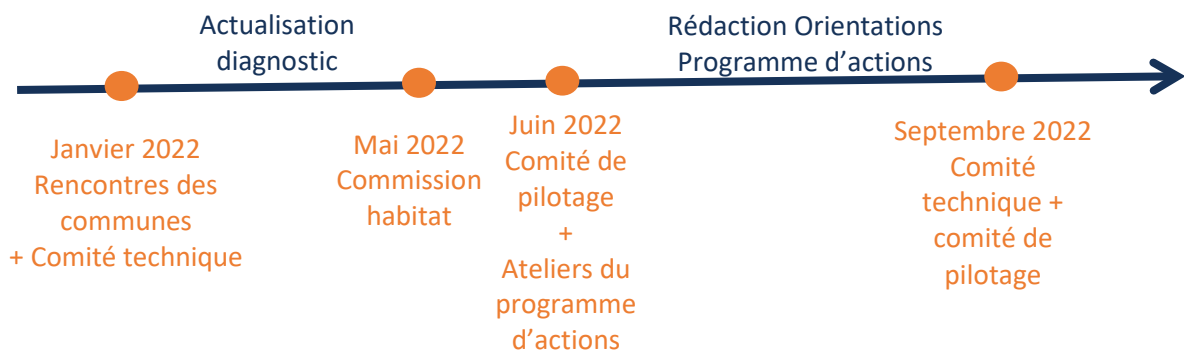 Actualisation
diagnostic
Rédaction Orientations
Programme d’actions
Janvier 2022
Rencontres des
communes
+ Comité technique
Mai 2022
Commission
habitat
Juin 2022
Comité de
pilotage
+
Ateliers du
programme
d’actions
Septembre 2022
Comité
technique +
comité de
pilotage